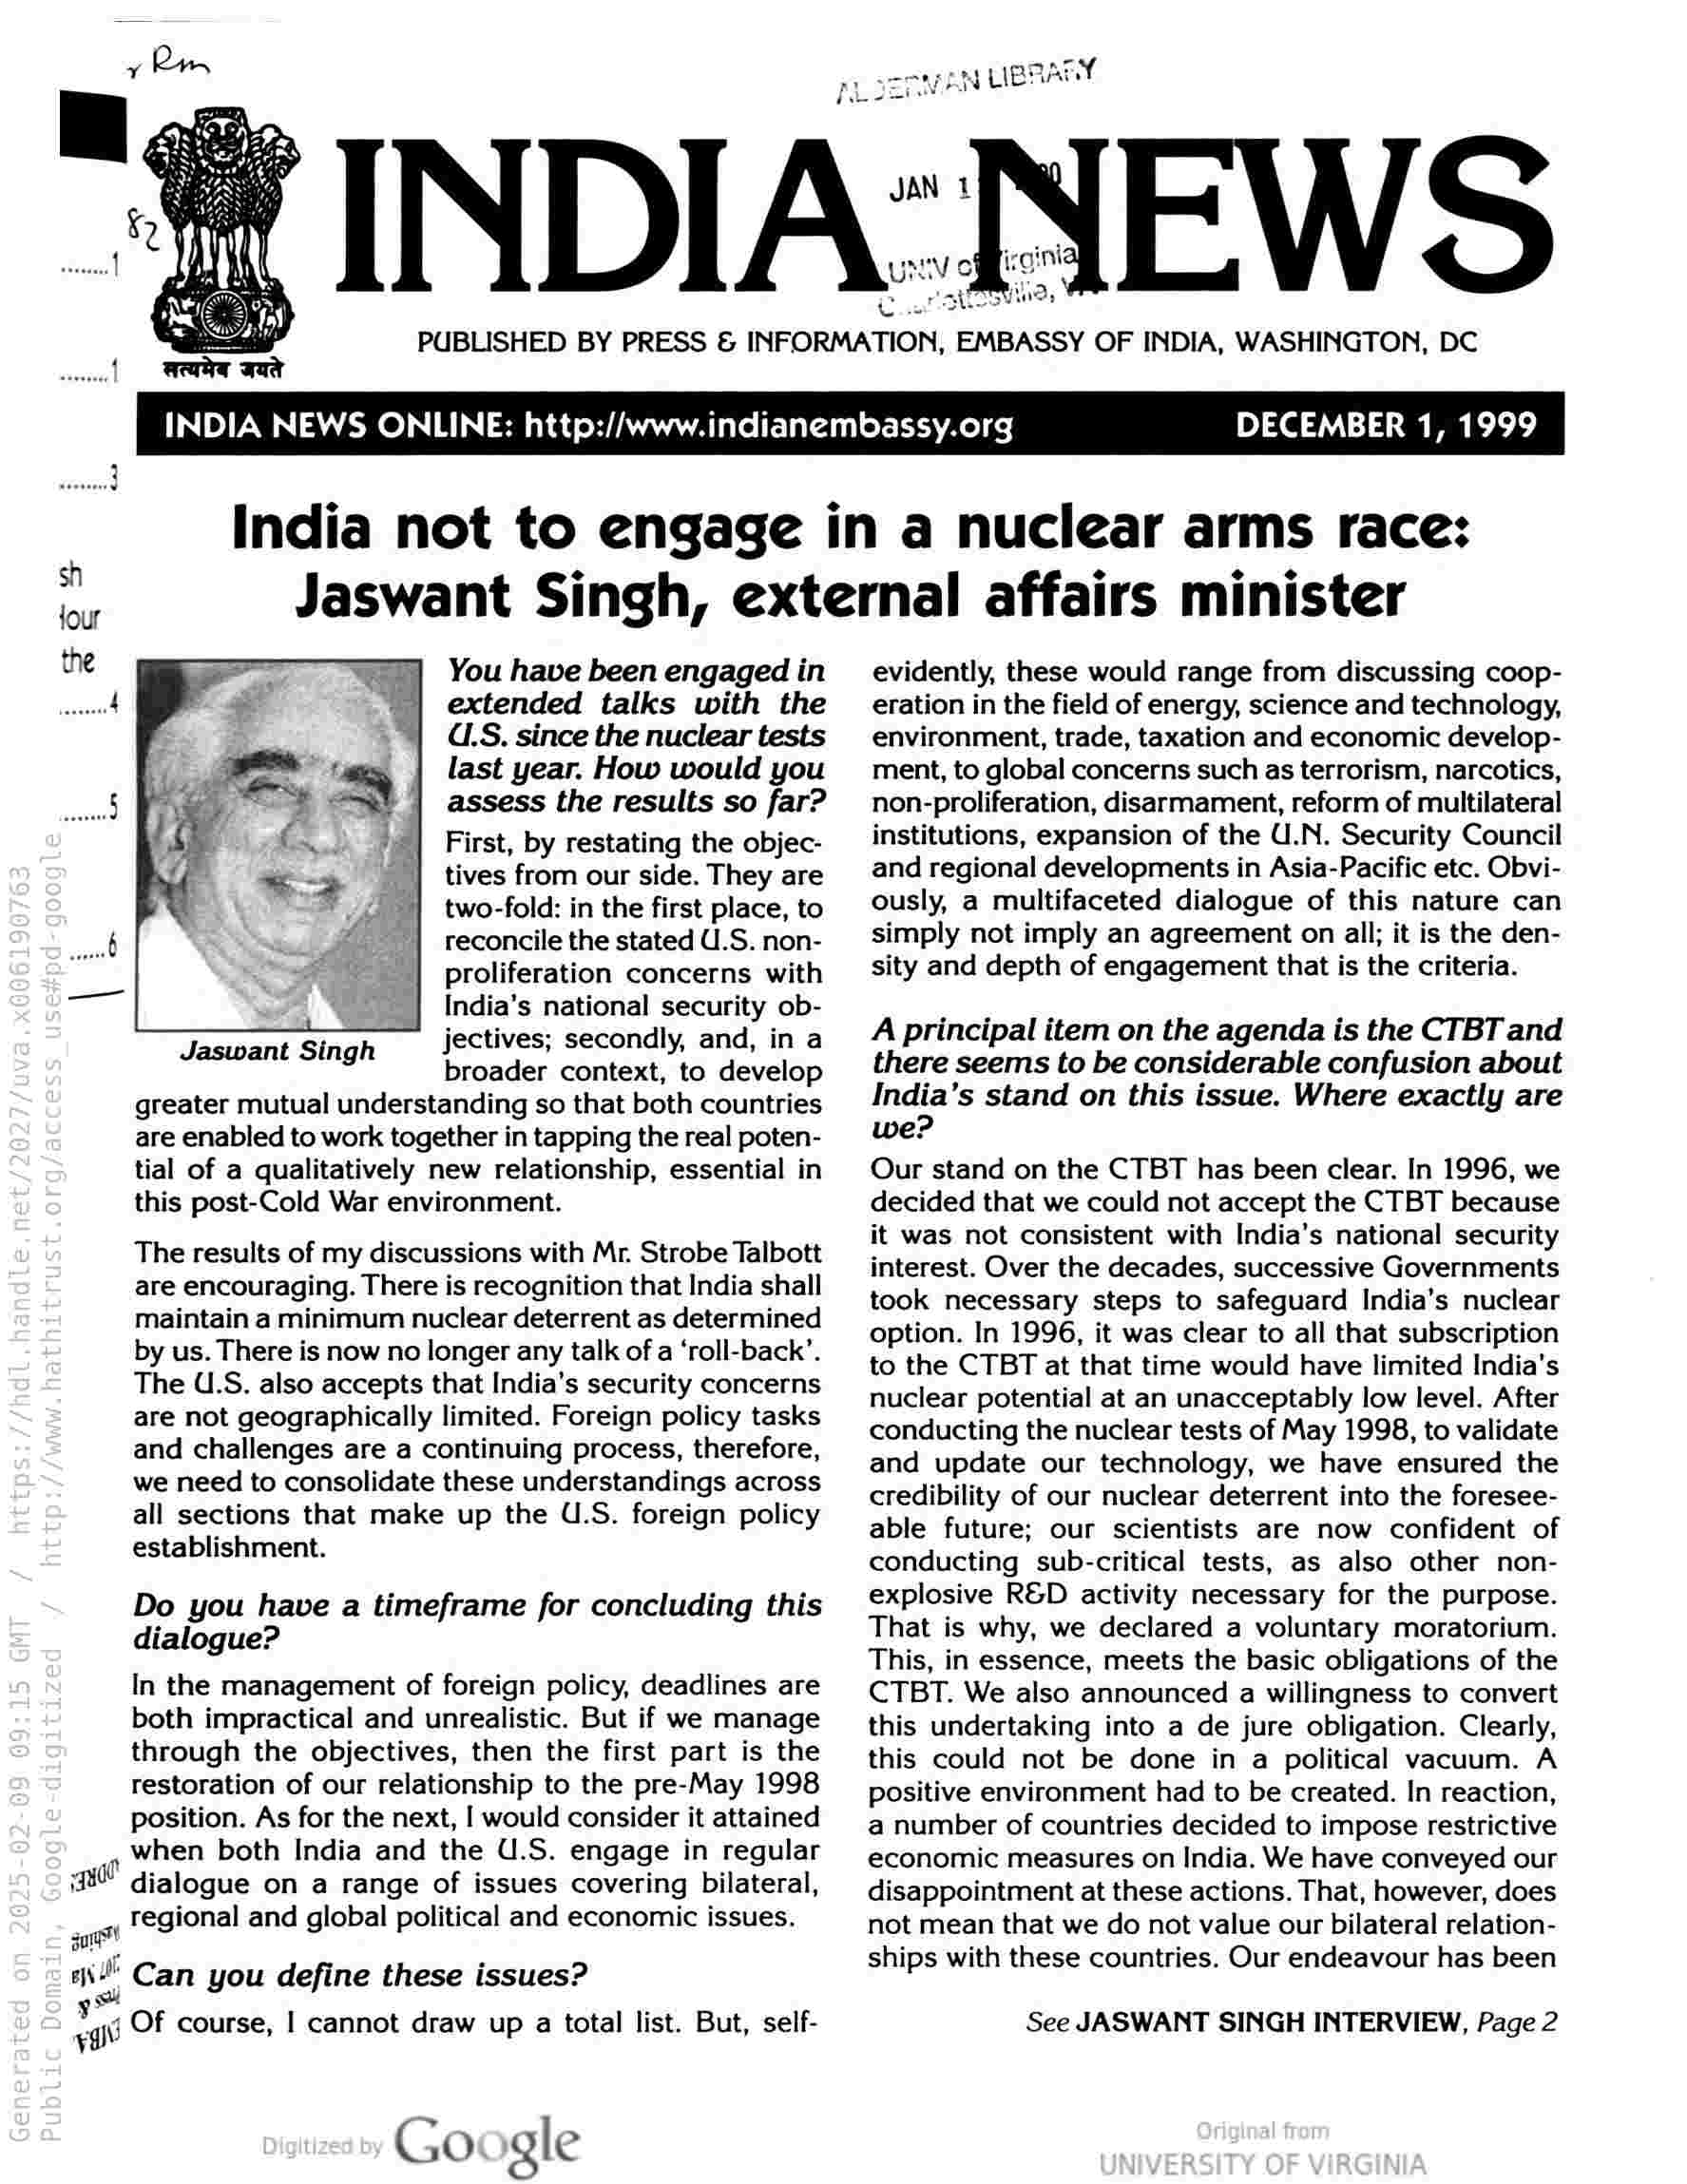 Rm
ALDERMAN LIBRARY
INDIA NEWS
JAN 1
UNIV of Virginia
Charlottesville, VA
82
सत्यमेव जयते
PUBLISHED BY PRESS & INFORMATION, EMBASSY OF INDIA, WASHINGTON, DC
INDIA NEWS ONLINE: http://www.indianembassy.org
DECEMBER 1, 1999
........1
........1
........3
sh
the
........4
........5
......6
India not to engage in a nuclear arms race:
Jaswant Singh, external affairs minister
Jaswant Singh
You have been engaged in
extended talks with the
U.S. since the nuclear tests
last year. How would you
assess the results so far?
First, by restating the objec-
tives from our side. They are
two-fold: in the first place, to
reconcile the stated U.S. non-
proliferation concerns with
India's national security ob-
jectives; secondly, and, in a
broader context, to develop
greater mutual understanding so that both countries
are enabled to work together in tapping the real poten-
tial of a qualitatively new relationship, essential in
this post-Cold War environment.
The results of my discussions with Mr. Strobe Talbott
are encouraging. There is recognition that India shall
maintain a minimum nuclear deterrent as determined
by us. There is now no longer any talk of a 'roll-back'.
The U.S. also accepts that India's security concerns
are not geographically limited. Foreign policy tasks
and challenges are a continuing process, therefore,
we need to consolidate these understandings across
all sections that make up the U.S. foreign policy
establishment.
Do you have a timeframe for concluding this
dialogue?
In the management of foreign policy, deadlines are
both impractical and unrealistic. But if we manage
through the objectives, then the first part is the
restoration of our relationship to the pre-May 1998
position. As for the next, I would consider it attained
when both India and the U.S. engage in regular
dialogue on a range of issues covering bilateral,
regional and global political and economic issues.
Can you define these issues?
Of course, I cannot draw up a total list. But, self-
evidently, these would range from discussing coop-
eration in the field of energy, science and technology,
environment, trade, taxation and economic develop-
ment, to global concerns such as terrorism, narcotics,
non-proliferation, disarmament, reform of multilateral
institutions, expansion of the U.N. Security Council
and regional developments in Asia-Pacific etc. Obvi-
ously, a multifaceted dialogue of this nature can
simply not imply an agreement on all; it is the den-
sity and depth of engagement that is the criteria.
A principal item on the agenda is the CTBT and
there seems to be considerable confusion about
India's stand on this issue. Where exactly are
we?
Our stand on the CTBT has been clear. In 1996, we
decided that we could not accept the CTBT because
it was not consistent with India's national security
interest. Over the decades, successive Governments
took necessary steps to safeguard India's nuclear
option. In 1996, it was clear to all that subscription
to the CTBT at that time would have limited India's
nuclear potential at an unacceptably low level. After
conducting the nuclear tests of May 1998, to validate
and update our technology, we have ensured the
credibility of our nuclear deterrent into the foresee-
able future; our scientists are now confident of
conducting sub-critical tests, as also other non-
explosive R&D activity necessary for the purpose.
That is why, we declared a voluntary moratorium.
This, in essence, meets the basic obligations of the
CTBT. We also announced a willingness to convert
this undertaking into a de jure obligation. Clearly,
this could not be done in a political vacuum. A
positive environment had to be created. In reaction,
a number of countries decided to impose restrictive
economic measures on India. We have conveyed our
disappointment at these actions. That, however, does
not mean that we do not value our bilateral relation-
ships with these countries. Our endeavour has been
See JASWANT SINGH INTERVIEW, Page 2
Generated on 2025-02-09 09:15 GMT / https://hdl.handle.net/2027/uva.x006190763
Public Domain, Google-digitized / http://www.hathitrust.org/access_use#pd-google
Digitized by Google
Original from
UNIVERSITY OF VIRGINIA